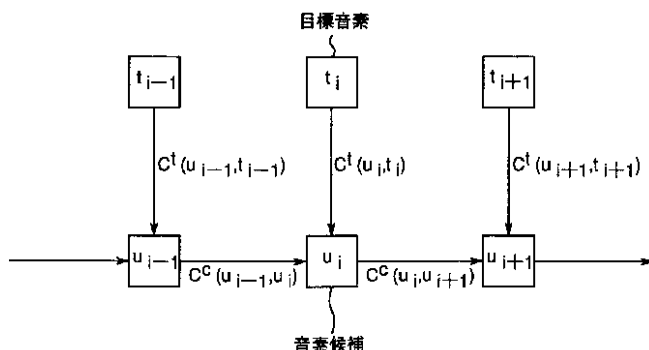 目標音素
t i−1
t i
t i+1
C^t (u i−1, t i−1)
C^t (u i, t i)
C^t (u i+1, t i+1)
u i−1
C^c (u i−1, u i)
u i
C^c (u i, u i+1)
u i+1
音素候補